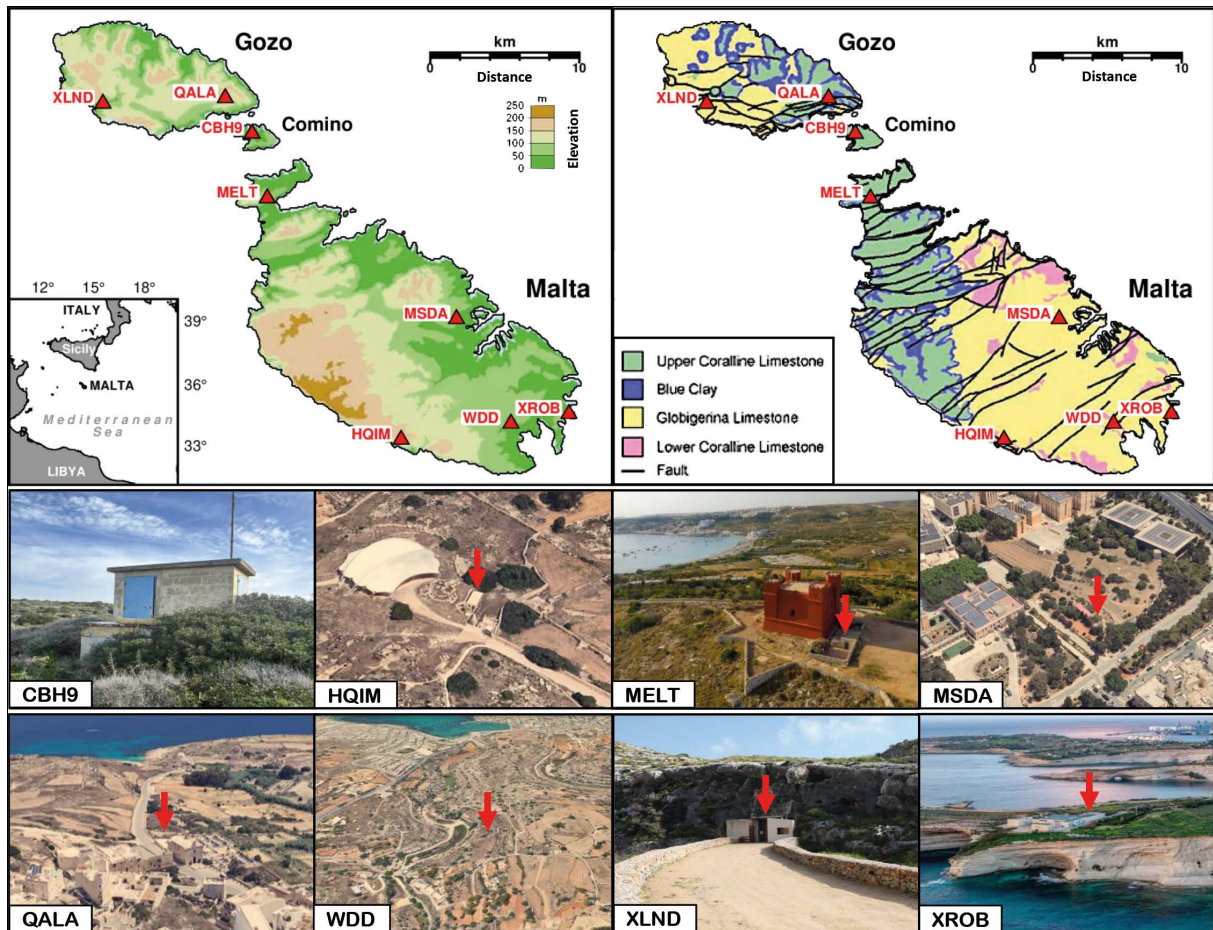 Gozo
km
0
10
Distance
XLND
QALA
CBH9
Comino
m
250
200
150
100
50
0
Elevation
MELT
Malta
MSDA
WDD
XROB
HQIM
12°
15°
18°
ITALY
Sicily
MALTA
Mediterranean
Sea
LIBYA
39°
36°
33°
Gozo
km
0
10
Distance
XLND
QALA
CBH9
Comino
MELT
Malta
MSDA
WDD
XROB
HQIM
Upper Coralline Limestone
Blue Clay
Globigerina Limestone
Lower Coralline Limestone
Fault
CBH9
HQIM
MELT
MSDA
QALA
WDD
XLND
XROB